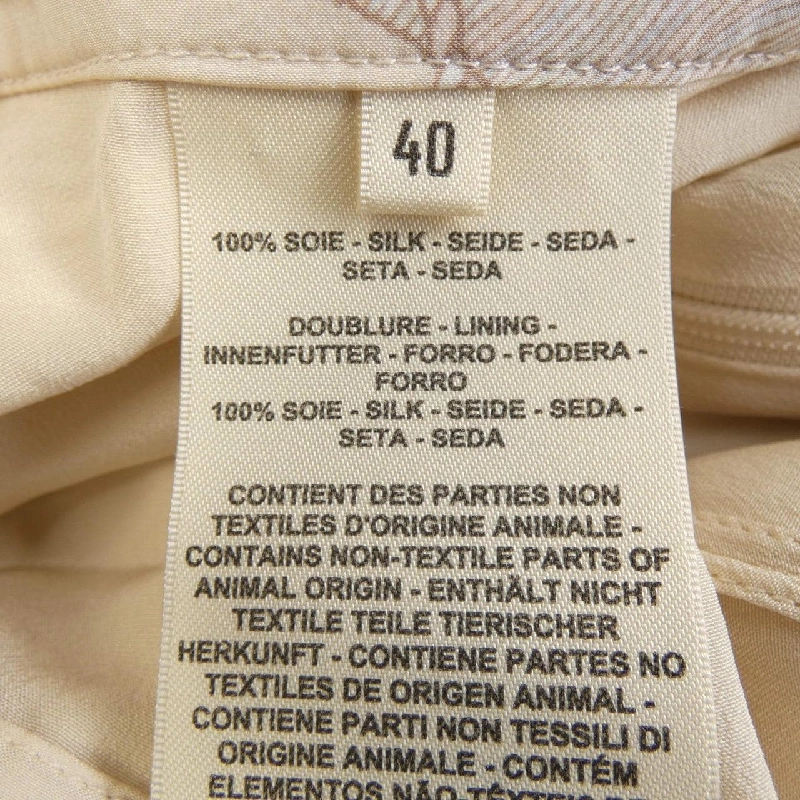 40
100% SOIE - SILK - SEIDE - SEDA -
SETA - SEDA
DOUBLURE - LINING -
INNENFUTTER - FORRO - FODERA -
FORRO
100% SOIE - SILK - SEIDE - SEDA -
SETA - SEDA
CONTIENT DES PARTIES NON
TEXTILES D'ORIGINE ANIMALE -
CONTAINS NON-TEXTILE PARTS OF
ANIMAL ORIGIN - ENTHÄLT NICHT
TEXTILE TEILE TIERISCHER
HERKUNFT - CONTIENE PARTES NO
TEXTILES DE ORIGEN ANIMAL -
CONTIENE PARTI NON TESSILI DI
ORIGINE ANIMALE - CONTÉM
ELEMENTOS